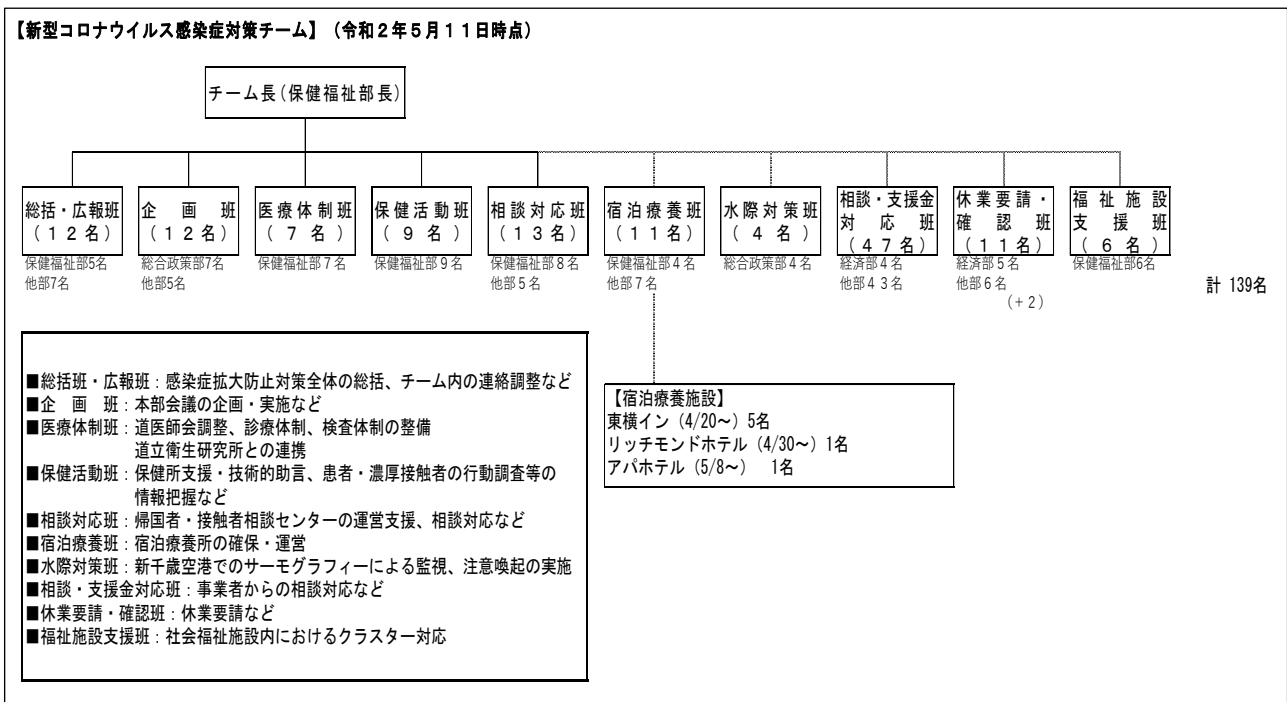 【新型コロナウイルス感染症対策チーム】（令和２年５月１１日時点）
チーム長(保健福祉部長)
総括・広報班
(１２名)
保健福祉部5名
他部7名
企画班
(１２名)
総合政策部7名
他部5名
医療体制班
(７名)
保健福祉部７名
保健活動班
(９名)
保健福祉部９名
相談対応班
(１３名)
保健福祉部８名
他部５名
宿泊療養班
(１１名)
保健福祉部４名
他部７名
水際対策班
(４名)
総合政策部４名
相談・支援金
対応班
(４７名)
経済部４名
他部４３名
休業要請・
確認班
(１１名)
経済部５名
他部６名
(＋２)
福祉施設
支援班
(６名)
保健福祉部6名
計 139名
■総括班・広報班：感染症拡大防止対策全体の総括、チーム内の連絡調整など
■企　画　班：本部会議の企画・実施など
■医療体制班：道医師会調整、診療体制、検査体制の整備
道立衛生研究所との連携
■保健活動班：保健所支援・技術的助言、患者・濃厚接触者の行動調査等の
情報把握など
■相談対応班：帰国者・接触者相談センターの運営支援、相談対応など
■宿泊療養班：宿泊療養所の確保・運営
■水際対策班：新千歳空港でのサーモグラフィーによる監視、注意喚起の実施
■相談・支援金対応班：事業者からの相談対応など
■休業要請・確認班：休業要請など
■福祉施設支援班：社会福祉施設内におけるクラスター対応
【宿泊療養施設】
東横イン（4/20～）5名
リッチモンドホテル（4/30～）1名
アパホテル（5/8～）　1名